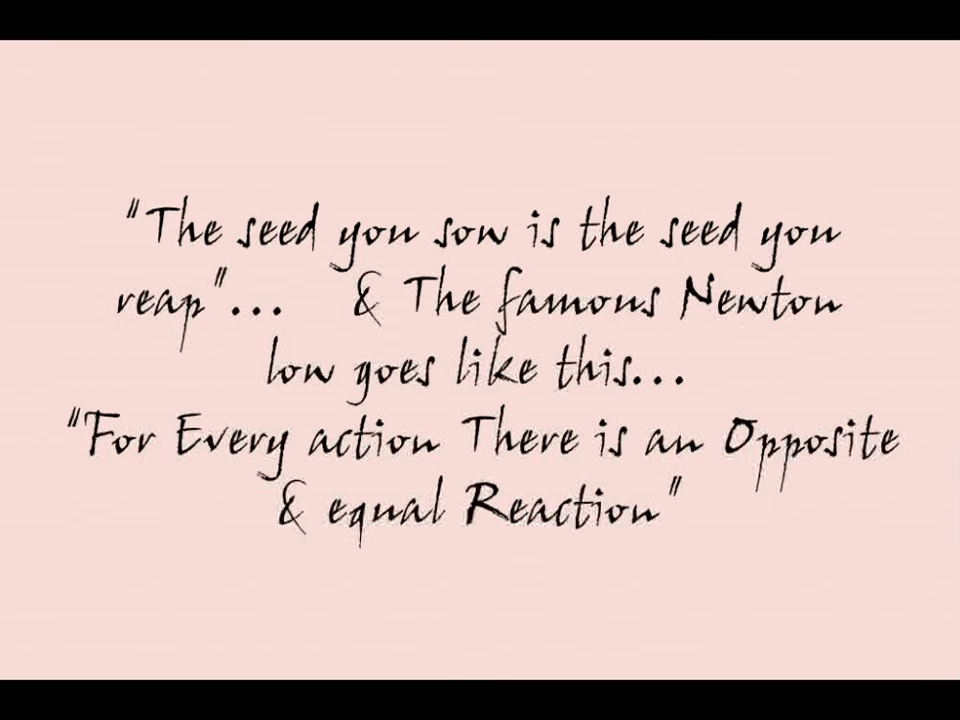 "The seed you sow is the seed you
reap"... & The famous Newton
low goes like this...
"For Every action There is an Opposite
& equal Reaction"